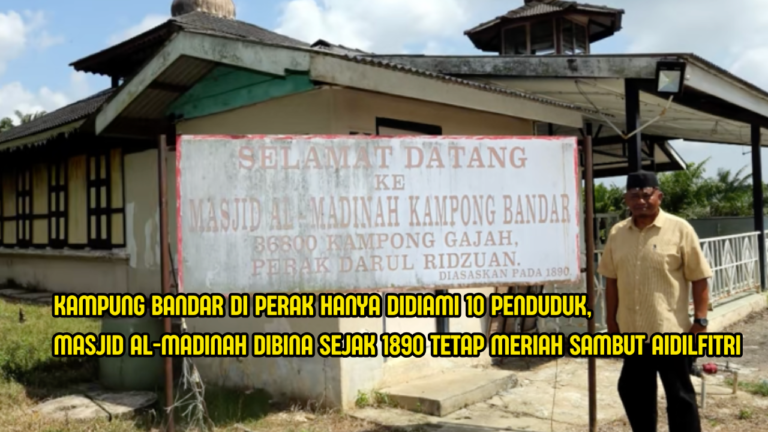 SELAMAT DATANG
KE
MASJID AL - MADINAH KAMPONG BANDAR
36800 KAMPONG GAJAH,
PERAK DARUL RIDZUAN.
DIASASKAN PADA 1890.
KAMPUNG BANDAR DI PERAK HANYA DIDIAMI 10 PENDUDUK,
MASJID AL-MADINAH DIBINA SEJAK 1890 TETAP MERIAH SAMBUT AIDILFITRI